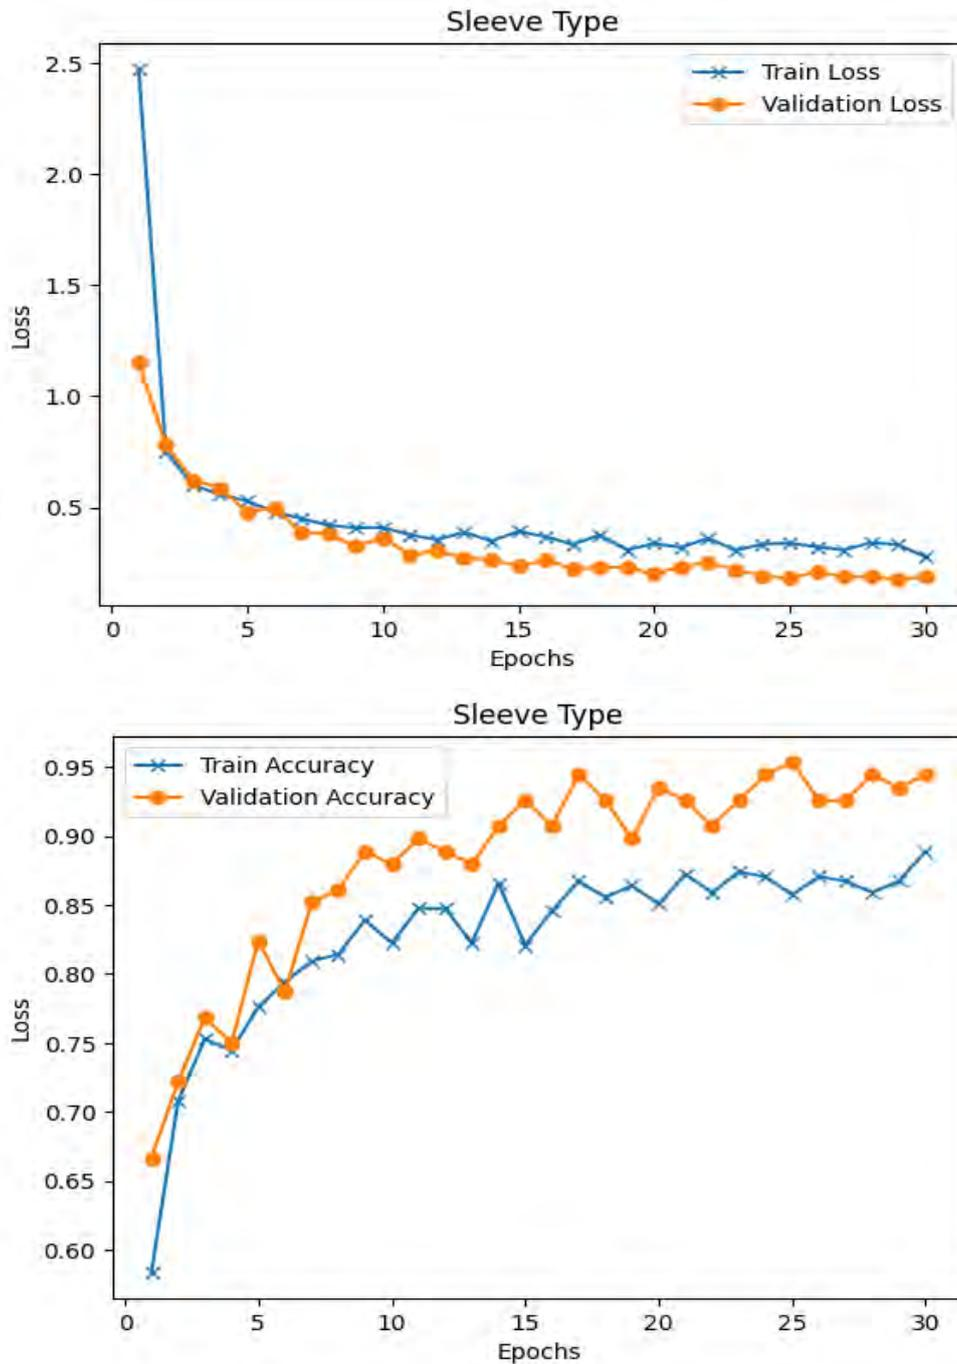 Sleeve Type
Train Loss
Validation Loss
2.5
2.0
1.5
1.0
0.5
Loss
0 5 10 15 20 25 30
Epochs
Sleeve Type
Train Accuracy
Validation Accuracy
0.95
0.90
0.85
0.80
0.75
0.70
0.65
0.60
Loss
0 5 10 15 20 25 30
Epochs